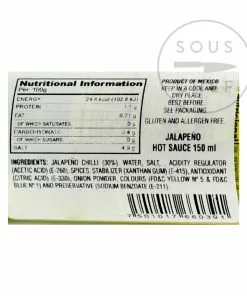 SOUS
Nutritional Information
Per: 100g
ENERGY
PROTEIN
FAT 0.71g
OF WHICH SATURATES
CARBOHYDRATE
OF WHICH SUGARS
SALT
PRODUCT OF MEXICO
KEEP IN A COOL AND
DRY PLACE
BEST BEFORE
SEE PACKAGING.
GLUTEN AND ALLERGEN FREE.
JALAPEÑO
HOT SAUCE 150 ml
INGREDIENTS: JALAPEÑO CHILLI (30%) WATER, SALT, ACIDITY REGULATOR
(ACETIC ACID) (E-260), SPICES, STABILIZER (XANTHAN GUM) (E-415), ANTIOXIDANT
(CITRIC ACID) (E-330), ONION POWDER, COLOURS (FD&C YELLOW Nº 5 & FD&C
BLUE Nº 1) AND PRESERVATIVE (SODIUM BENZOATE (E-211).